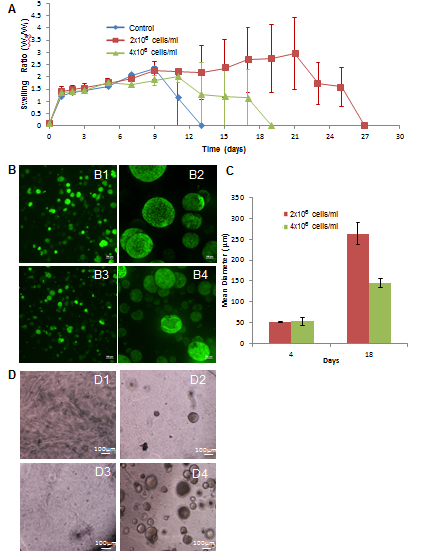 A
Swelling Ratio (Ws/Wi)
5
4.5
4
3.5
3
2.5
2
1.5
1
0.5
0
Control
2x10⁶ cells/ml
4x10⁶ cells/ml
0 3 6 9 12 15 18 21 24 27 30
Time (days)
B
B1
B2
B3
B4
C
Mean Diameter (µm)
350
300
250
200
150
100
50
0
2x10⁶ cells/ml
4x10⁶ cells/ml
4 18
Days
D
D1
100µm
D2
100µm
D3
100µm
D4
100µm